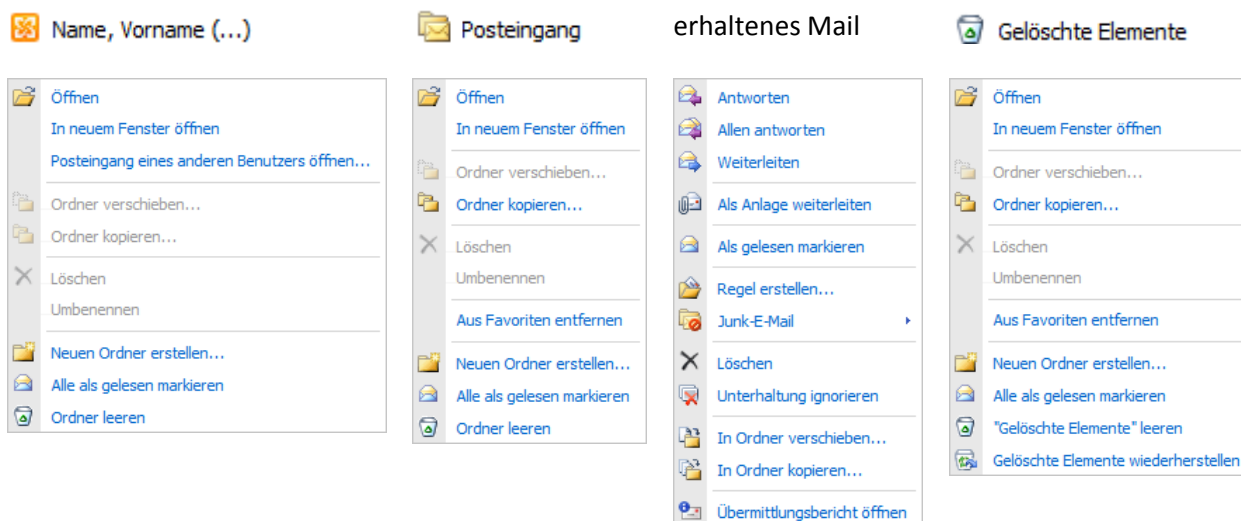 Name, Vorname (...)
Öffnen
In neuem Fenster öffnen
Posteingang eines anderen Benutzers öffnen...
Ordner verschieben...
Ordner kopieren...
Löschen
Umbenennen
Neuen Ordner erstellen...
Alle als gelesen markieren
Ordner leeren
Posteingang
Öffnen
In neuem Fenster öffnen
Ordner verschieben...
Ordner kopieren...
Löschen
Umbenennen
Aus Favoriten entfernen
Neuen Ordner erstellen...
Alle als gelesen markieren
Ordner leeren
erhaltenes Mail
Antworten
Allen antworten
Weiterleiten
Als Anlage weiterleiten
Als gelesen markieren
Regel erstellen...
Junk-E-Mail
Löschen
Unterhaltung ignorieren
In Ordner verschieben...
In Ordner kopieren...
Übermittlungsbericht öffnen
Gelöschte Elemente
Öffnen
In neuem Fenster öffnen
Ordner verschieben...
Ordner kopieren...
Löschen
Umbenennen
Aus Favoriten entfernen
Neuen Ordner erstellen...
Alle als gelesen markieren
"Gelöschte Elemente" leeren
Gelöschte Elemente wiederherstellen